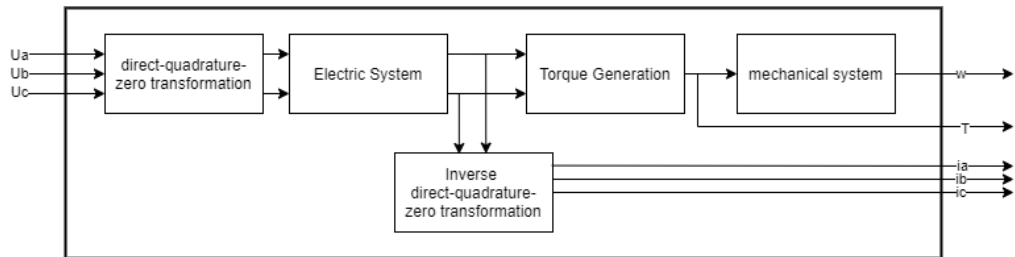 Ua
Ub
Uc
direct-quadrature-
zero transformation
Electric System
Torque Generation
mechanical system
w
T
Inverse
direct-quadrature-
zero transformation
ia
ib
ic